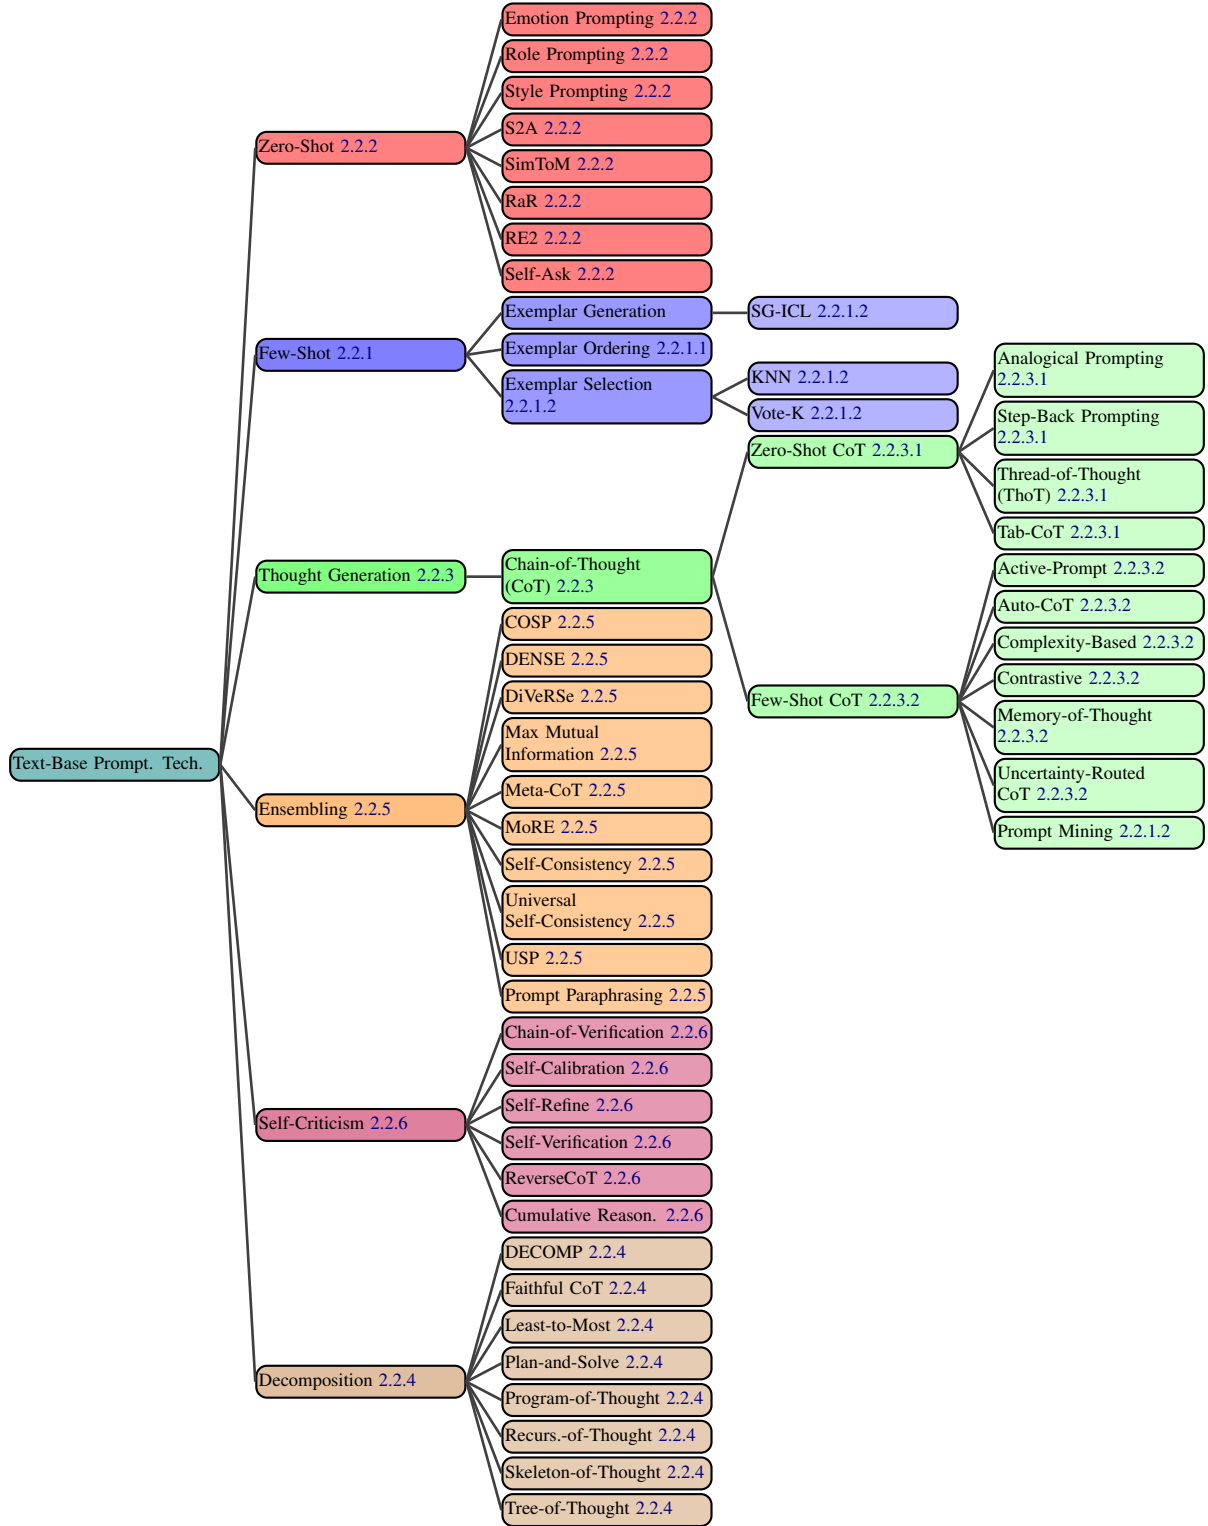 Text-Base Prompt. Tech.
Zero-Shot 2.2.2
Emotion Prompting 2.2.2
Role Prompting 2.2.2
Style Prompting 2.2.2
S2A 2.2.2
SimToM 2.2.2
RaR 2.2.2
RE2 2.2.2
Self-Ask 2.2.2
Few-Shot 2.2.1
Exemplar Generation
SG-ICL 2.2.1.2
Exemplar Ordering 2.2.1.1
Exemplar Selection
2.2.1.2
KNN 2.2.1.2
Vote-K 2.2.1.2
Thought Generation 2.2.3
Chain-of-Thought
(CoT) 2.2.3
Zero-Shot CoT 2.2.3.1
Analogical Prompting
2.2.3.1
Step-Back Prompting
2.2.3.1
Thread-of-Thought
(ThoT) 2.2.3.1
Tab-CoT 2.2.3.1
Few-Shot CoT 2.2.3.2
Active-Prompt 2.2.3.2
Auto-CoT 2.2.3.2
Complexity-Based 2.2.3.2
Contrastive 2.2.3.2
Memory-of-Thought
2.2.3.2
Uncertainty-Routed
CoT 2.2.3.2
Prompt Mining 2.2.1.2
Ensembling 2.2.5
COSP 2.2.5
DENSE 2.2.5
DiVeRSe 2.2.5
Max Mutual
Information 2.2.5
Meta-CoT 2.2.5
MoRE 2.2.5
Self-Consistency 2.2.5
Universal
Self-Consistency 2.2.5
USP 2.2.5
Prompt Paraphrasing 2.2.5
Self-Criticism 2.2.6
Chain-of-Verification 2.2.6
Self-Calibration 2.2.6
Self-Refine 2.2.6
Self-Verification 2.2.6
ReverseCoT 2.2.6
Cumulative Reason. 2.2.6
Decomposition 2.2.4
DECOMP 2.2.4
Faithful CoT 2.2.4
Least-to-Most 2.2.4
Plan-and-Solve 2.2.4
Program-of-Thought 2.2.4
Recurs.-of-Thought 2.2.4
Skeleton-of-Thought 2.2.4
Tree-of-Thought 2.2.4